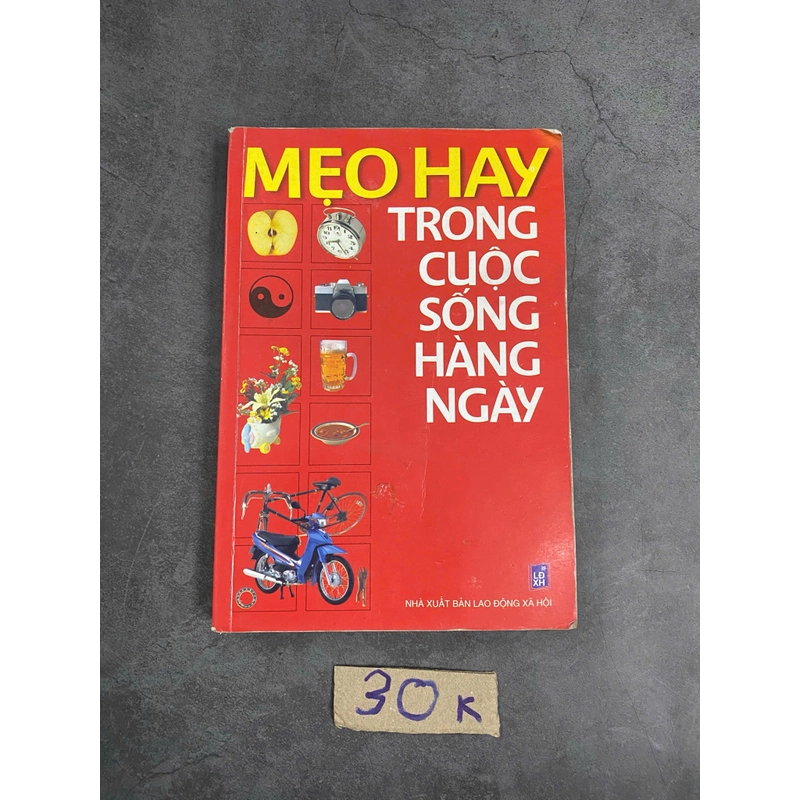 MẸO HAY
TRONG
CUỘC
SỐNG
HÀNG
NGÀY
LĐ
XH
NHÀ XUẤT BẢN LAO ĐỘNG XÃ HỘI
30 K